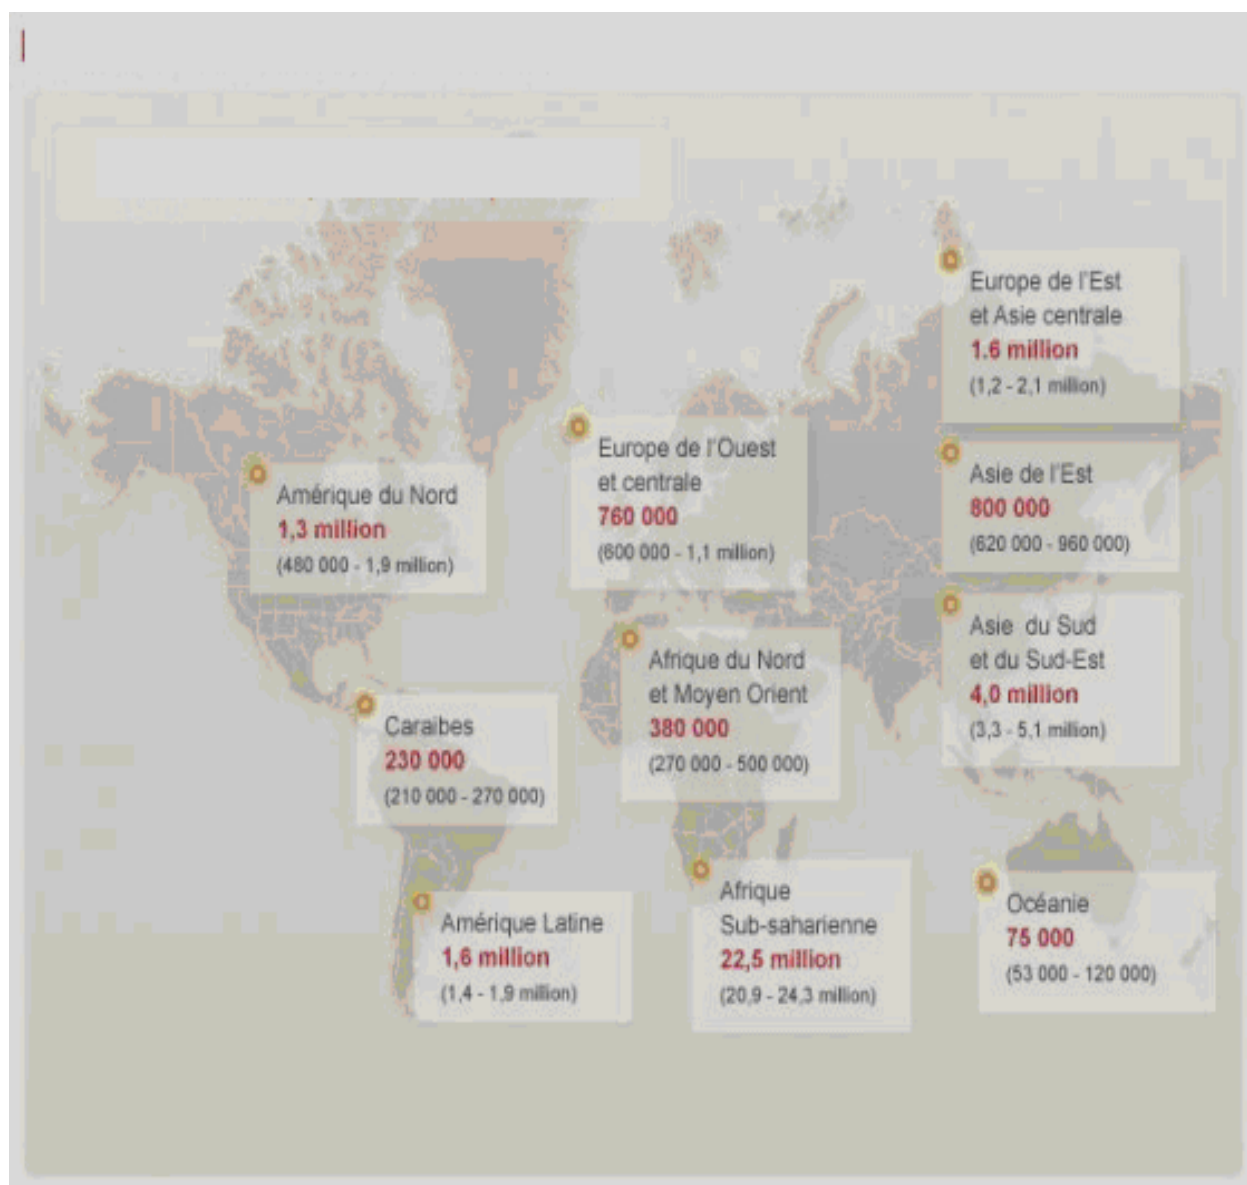 Europe de l'Est
et Asie centrale
1.6 million
(1,2 - 2,1 million)
Europe de l'Ouest
et centrale
760 000
(600 000 - 1,1 million)
Asie de l'Est
800 000
(620 000 - 960 000)
Amérique du Nord
1,3 million
(480 000 - 1,9 million)
Asie du Sud
et du Sud-Est
4,0 million
(3,3 - 5,1 million)
Afrique du Nord
et Moyen Orient
380 000
(270 000 - 500 000)
Caraibes
230 000
(210 000 - 270 000)
Afrique
Sub-saharienne
22,5 million
(20,9 - 24,3 million)
Océanie
75 000
(53 000 - 120 000)
Amérique Latine
1,6 million
(1,4 - 1,9 million)